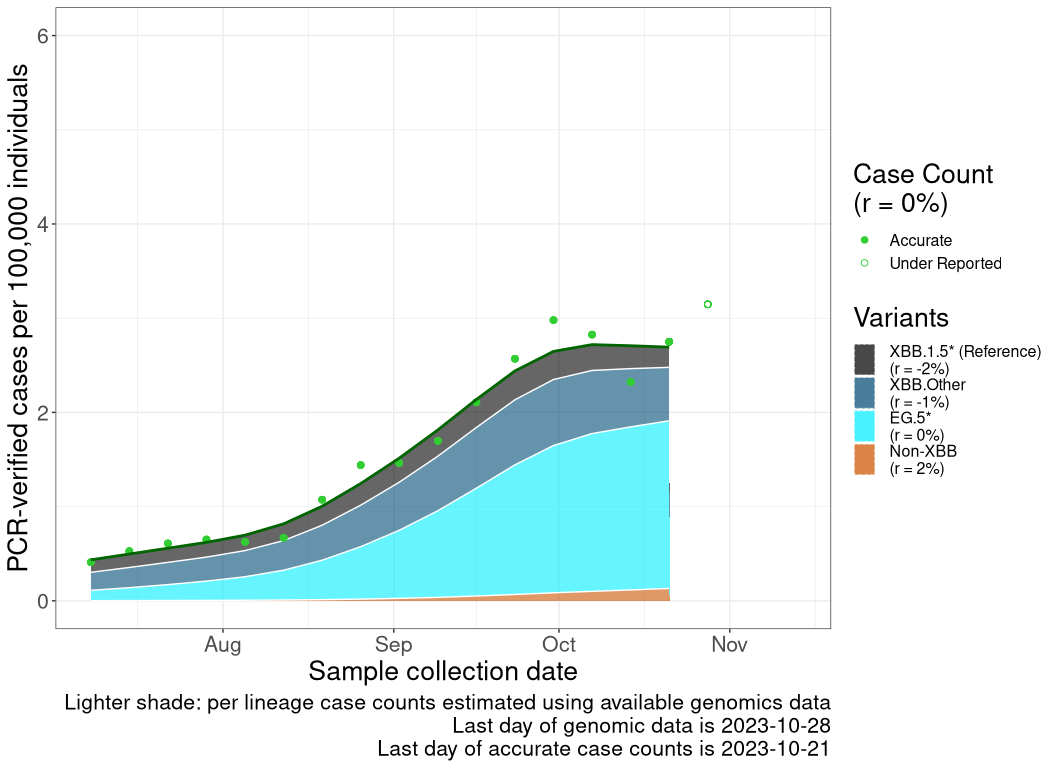 PCR-verified cases per 100,000 individuals
6
4
2
0
Aug
Sep
Oct
Nov
Sample collection date
Lighter shade: per lineage case counts estimated using available genomics data
Last day of genomic data is 2023-10-28
Last day of accurate case counts is 2023-10-21
Case Count
(r = 0%)
Accurate
Under Reported
Variants
XBB.1.5* (Reference)
(r = -2%)
XBB.Other
(r = -1%)
EG.5*
(r = 0%)
Non-XBB
(r = 2%)